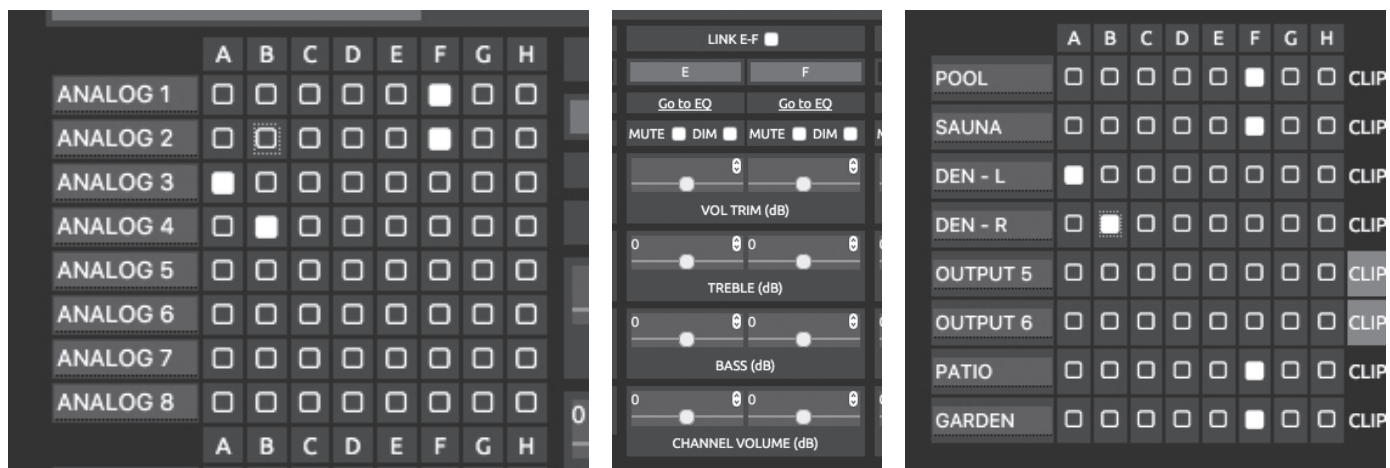 A B C D E F G H
ANALOG 1
ANALOG 2
ANALOG 3
ANALOG 4
ANALOG 5
ANALOG 6
ANALOG 7
ANALOG 8
0
A B C D E F G H
LINK E-F
E F
Go to EQ Go to EQ
MUTE DIM MUTE DIM
VOL TRIM (dB)
0 0
TREBLE (dB)
0 0
BASS (dB)
0 0
CHANNEL VOLUME (dB)
A B C D E F G H
POOL CLIP
SAUNA CLIP
DEN - L CLIP
DEN - R CLIP
OUTPUT 5 CLIP
OUTPUT 6 CLIP
PATIO CLIP
GARDEN CLIP